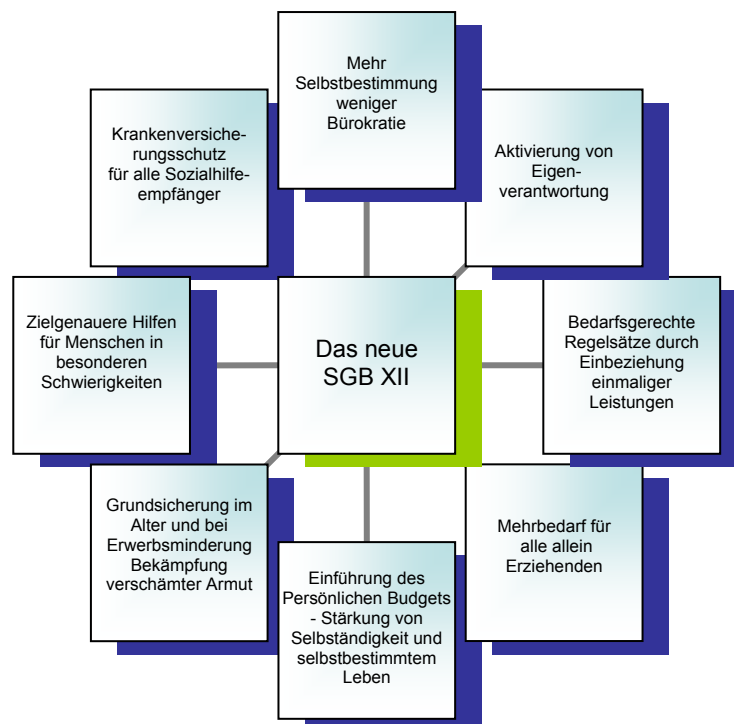 Mehr
Selbstbestimmung
weniger
Bürokratie
Krankenversiche-
rungsschutz
für alle Sozialhilfe-
empfänger
Aktivierung von
Eigen-
verantwortung
Zielgenauere Hilfen
für Menschen in
besonderen
Schwierigkeiten
Das neue
SGB XII
Bedarfsgerechte
Regelsätze durch
Einbeziehung
einmaliger
Leistungen
Grundsicherung im
Alter und bei
Erwerbsminderung
Bekämpfung
verschämter Armut
Einführung des
Persönlichen Budgets
- Stärkung von
Selbständigkeit und
selbstbestimmtem
Leben
Mehrbedarf für
alle allein
Erziehenden